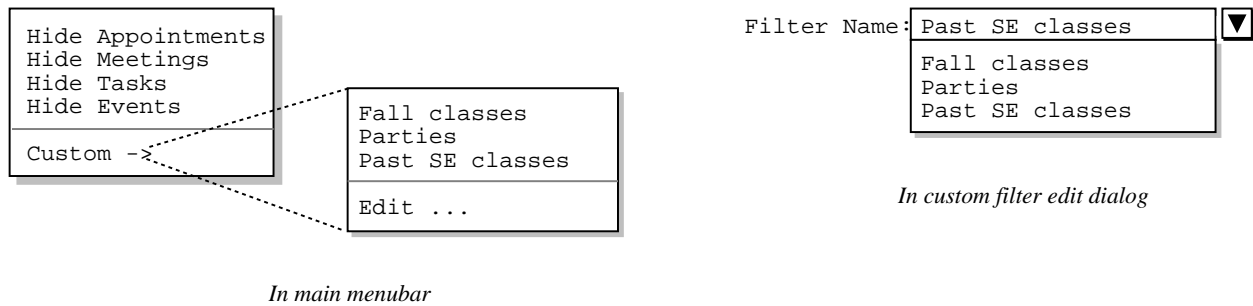 Hide Appointments
Hide Meetings
Hide Tasks
Hide Events
Custom ->
Fall classes
Parties
Past SE classes
Edit ...
In main menubar
Filter Name: Past SE classes
Fall classes
Parties
Past SE classes
In custom filter edit dialog